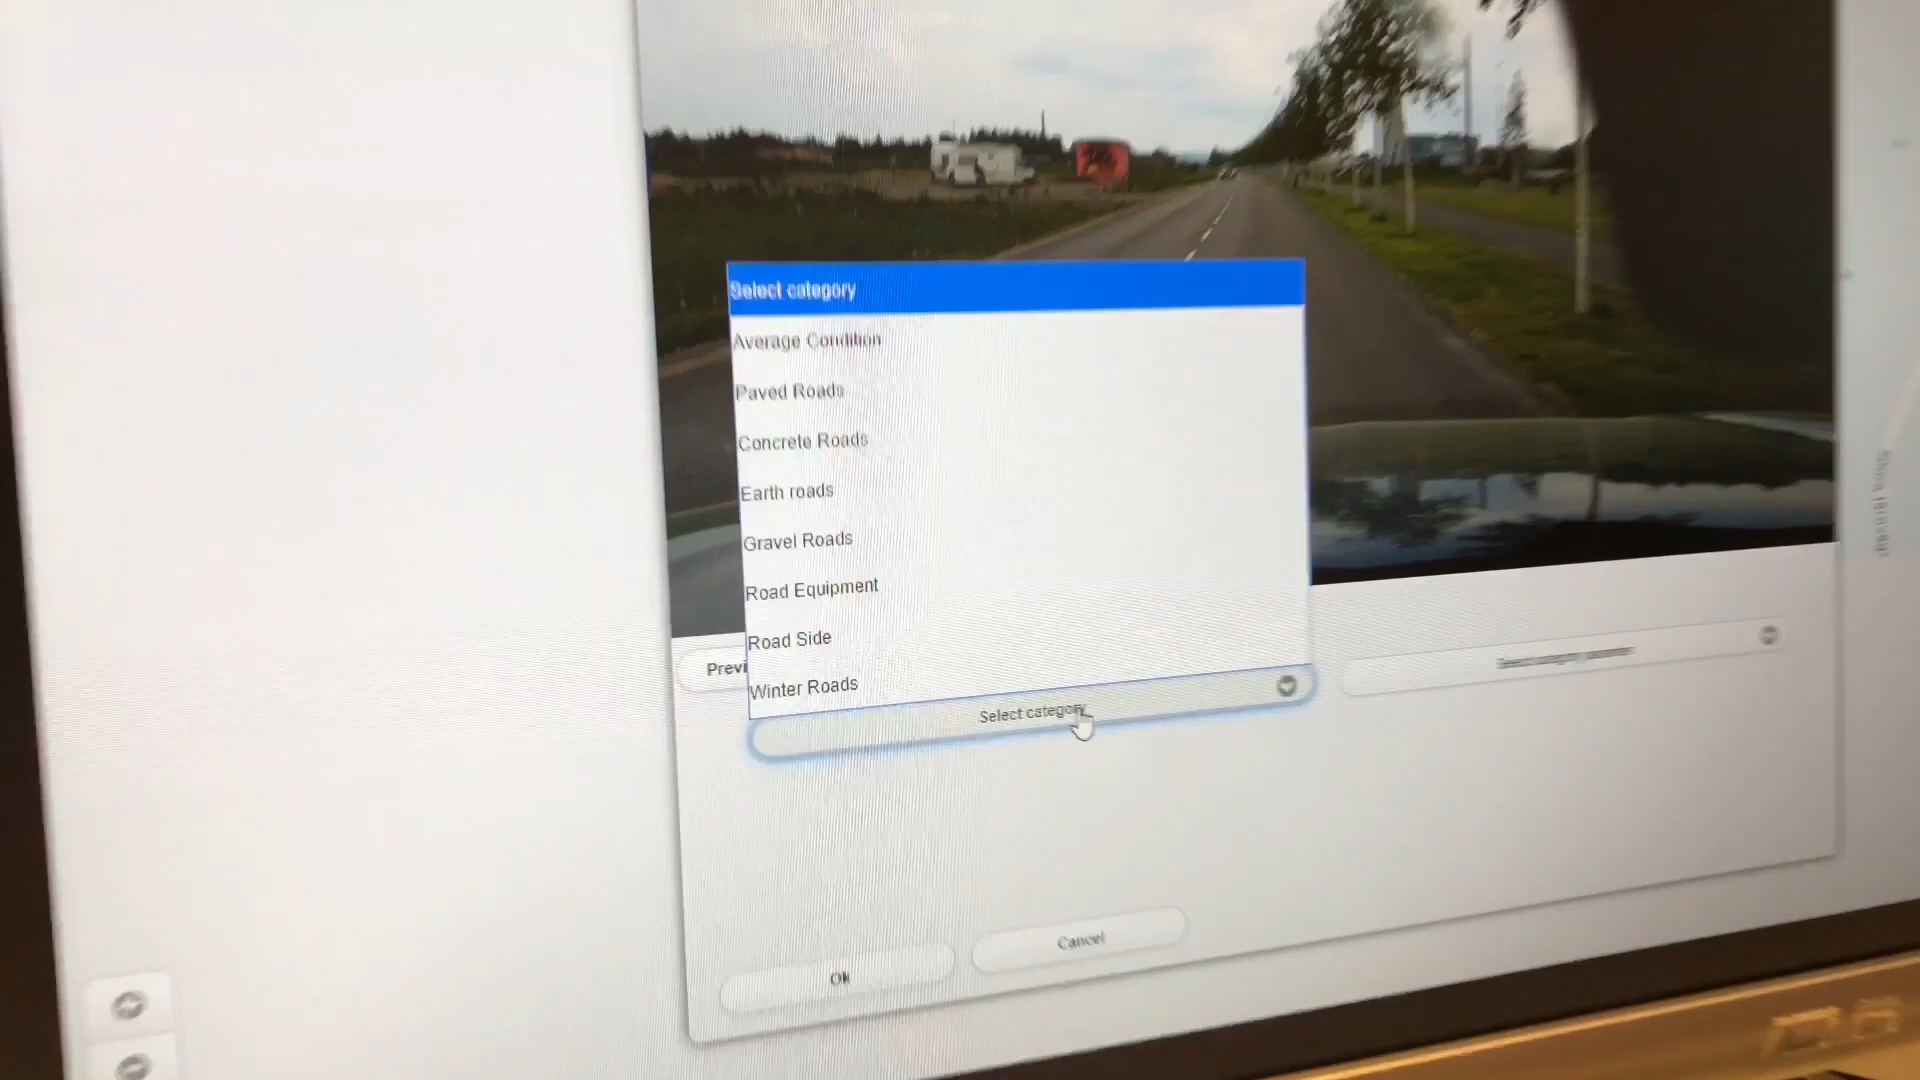 Select category
Average Condition
Paved Roads
Concrete Roads
Earth roads
Gravel Roads
Road Equipment
Road Side
Winter Roads
Previ
Select category
Ok
Cancel